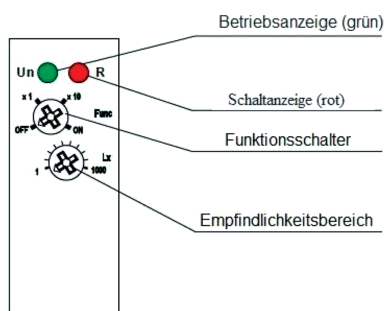 Betriebsanzeige (grün)
Un R
Schaltanzeige (rot)
x 1 x 10
Func
OFF ON
Funktionsschalter
Lx
1 1000
Empfindlichkeitsbereich